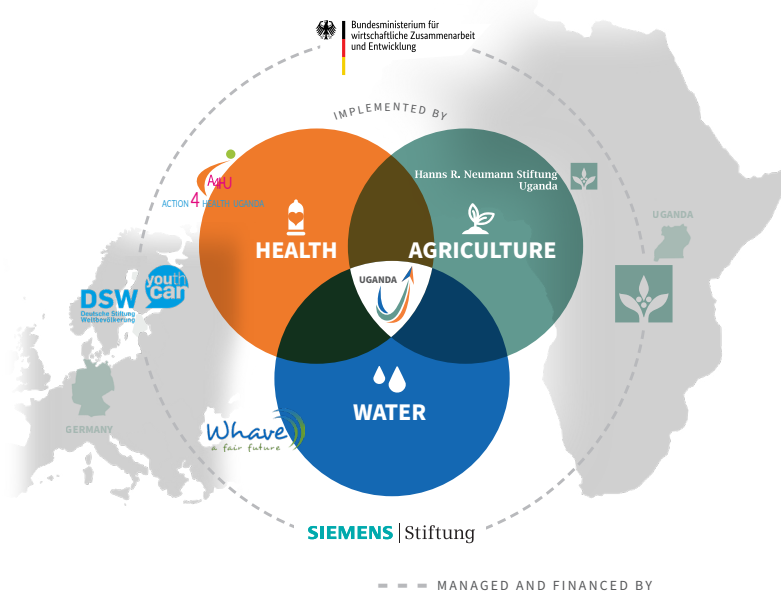 Bundesministerium für
wirtschaftliche Zusammenarbeit
und Entwicklung
IMPLEMENTED BY
A4HU
ACTION 4 HEALTH UGANDA
Hanns R. Neumann Stiftung
Uganda
UGANDA
HEALTH
AGRICULTURE
UGANDA
youth
can
DSW
Deutsche Stiftung
Weltbevölkerung
WATER
GERMANY
Whave
a fair future
SIEMENS | Stiftung
MANAGED AND FINANCED BY